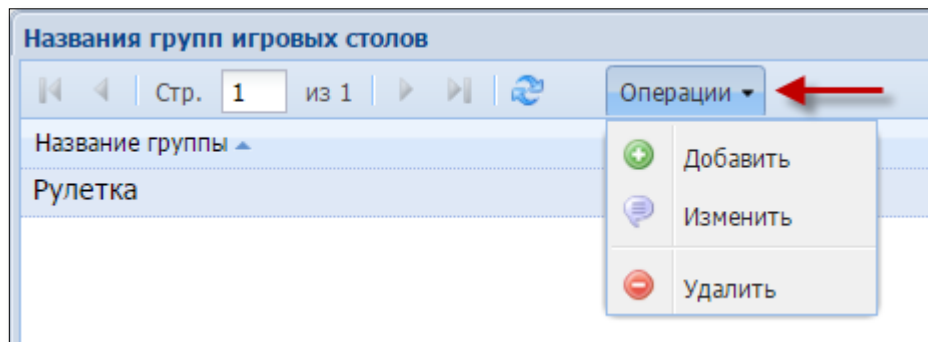 Названия групп игровых столов
Стр. 1 из 1 Операции
Название группы
Добавить
Рулетка
Изменить
Удалить